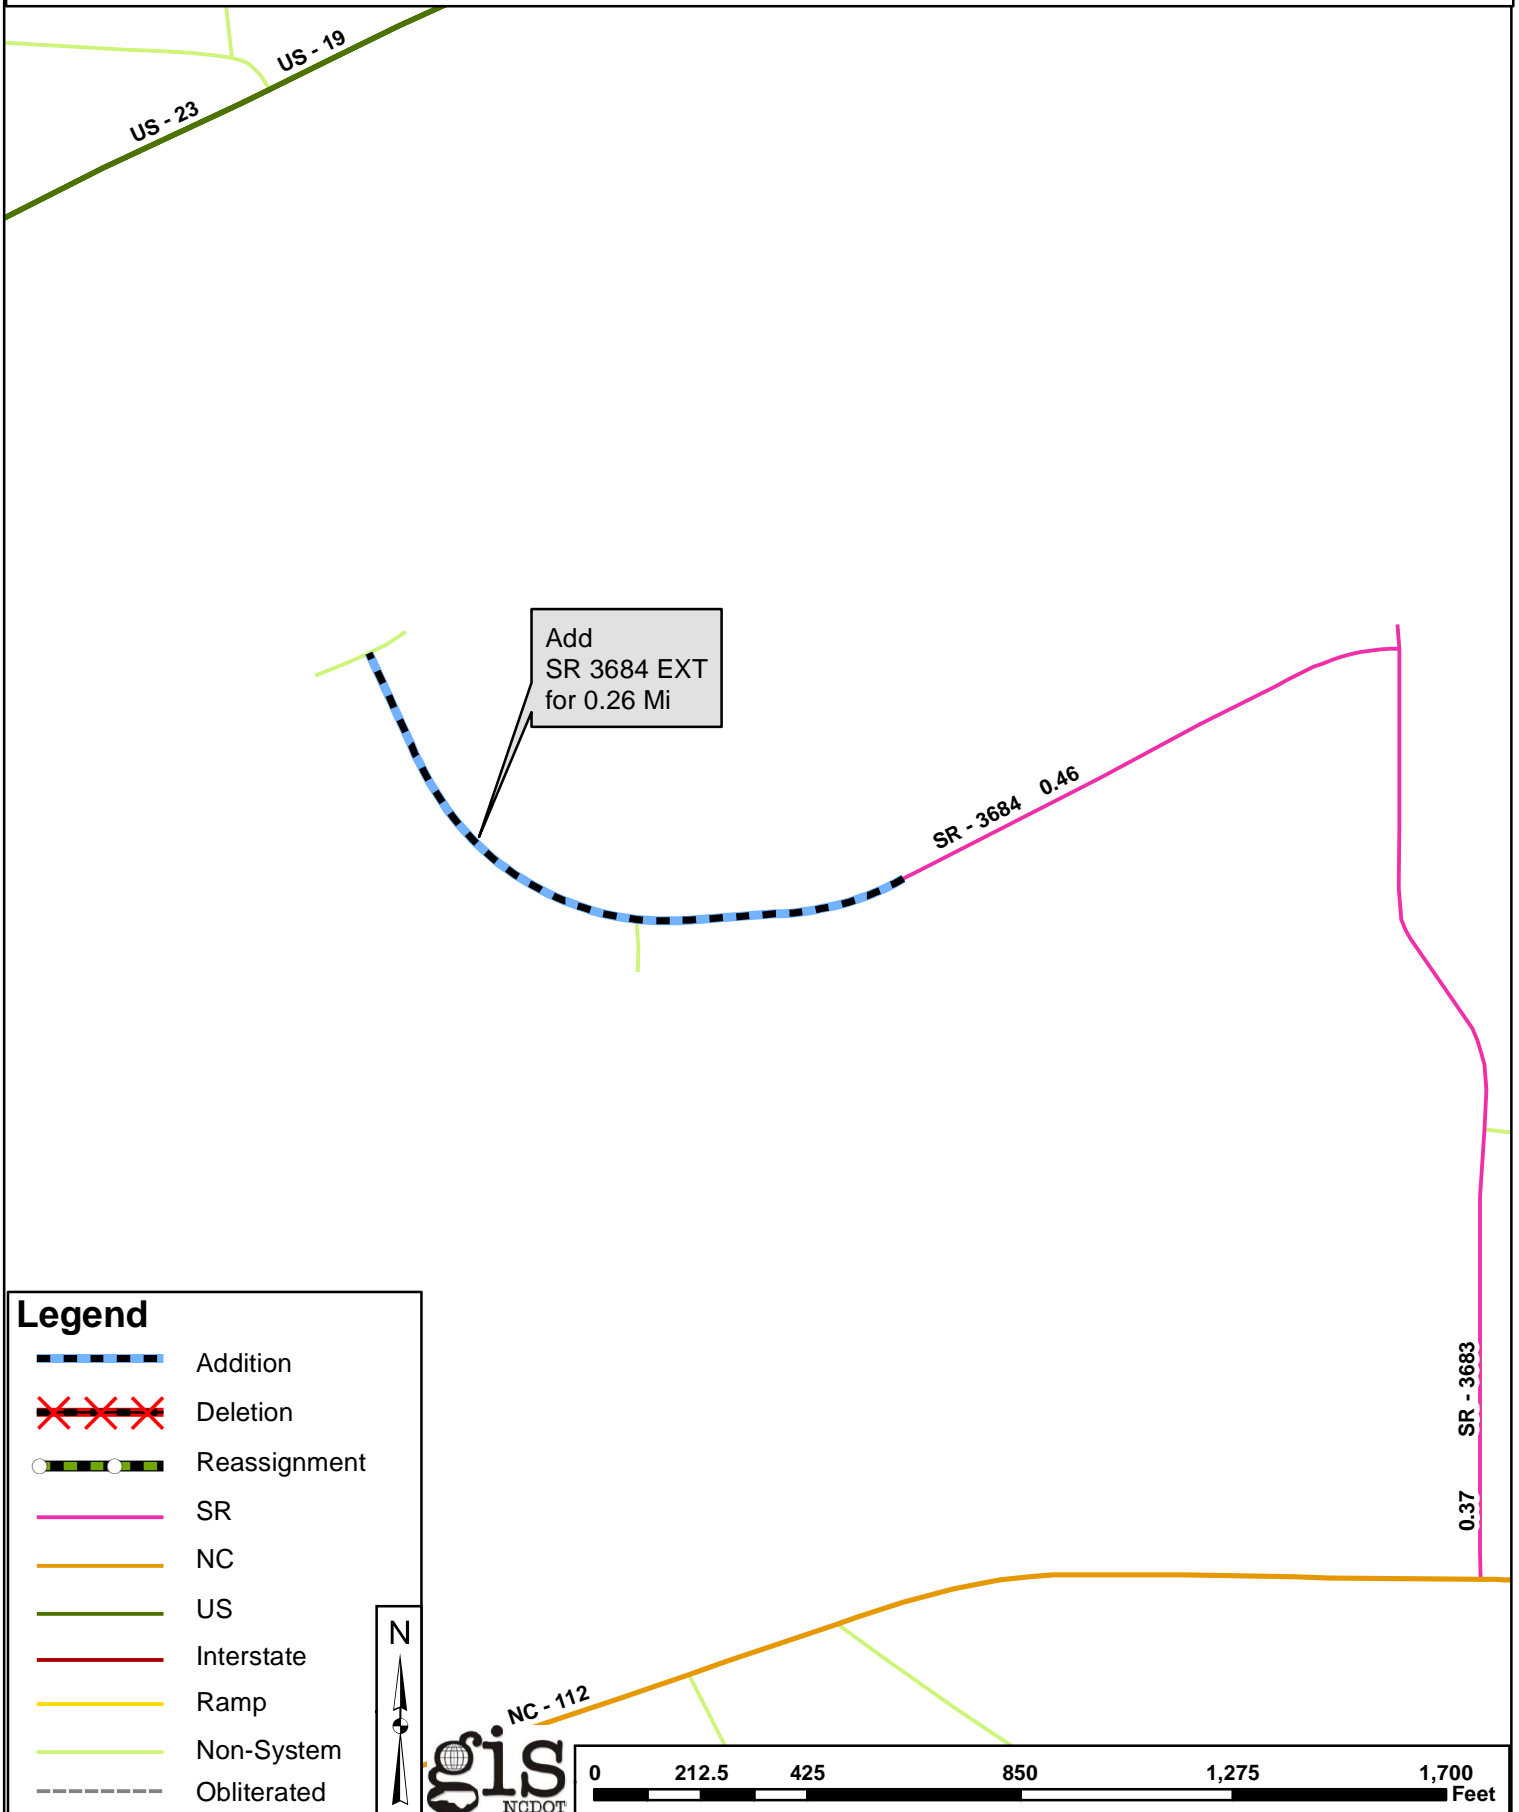 US - 19
US - 23
Add
SR 3684 EXT
for 0.26 Mi
SR - 3684 0.46
SR - 3683
0.37
NC - 112
Legend
Addition
Deletion
Reassignment
SR
NC
US
Interstate
Ramp
Non-System
Obliterated
N
gis
NCDOT
0 212.5 425 850 1,275 1,700
Feet